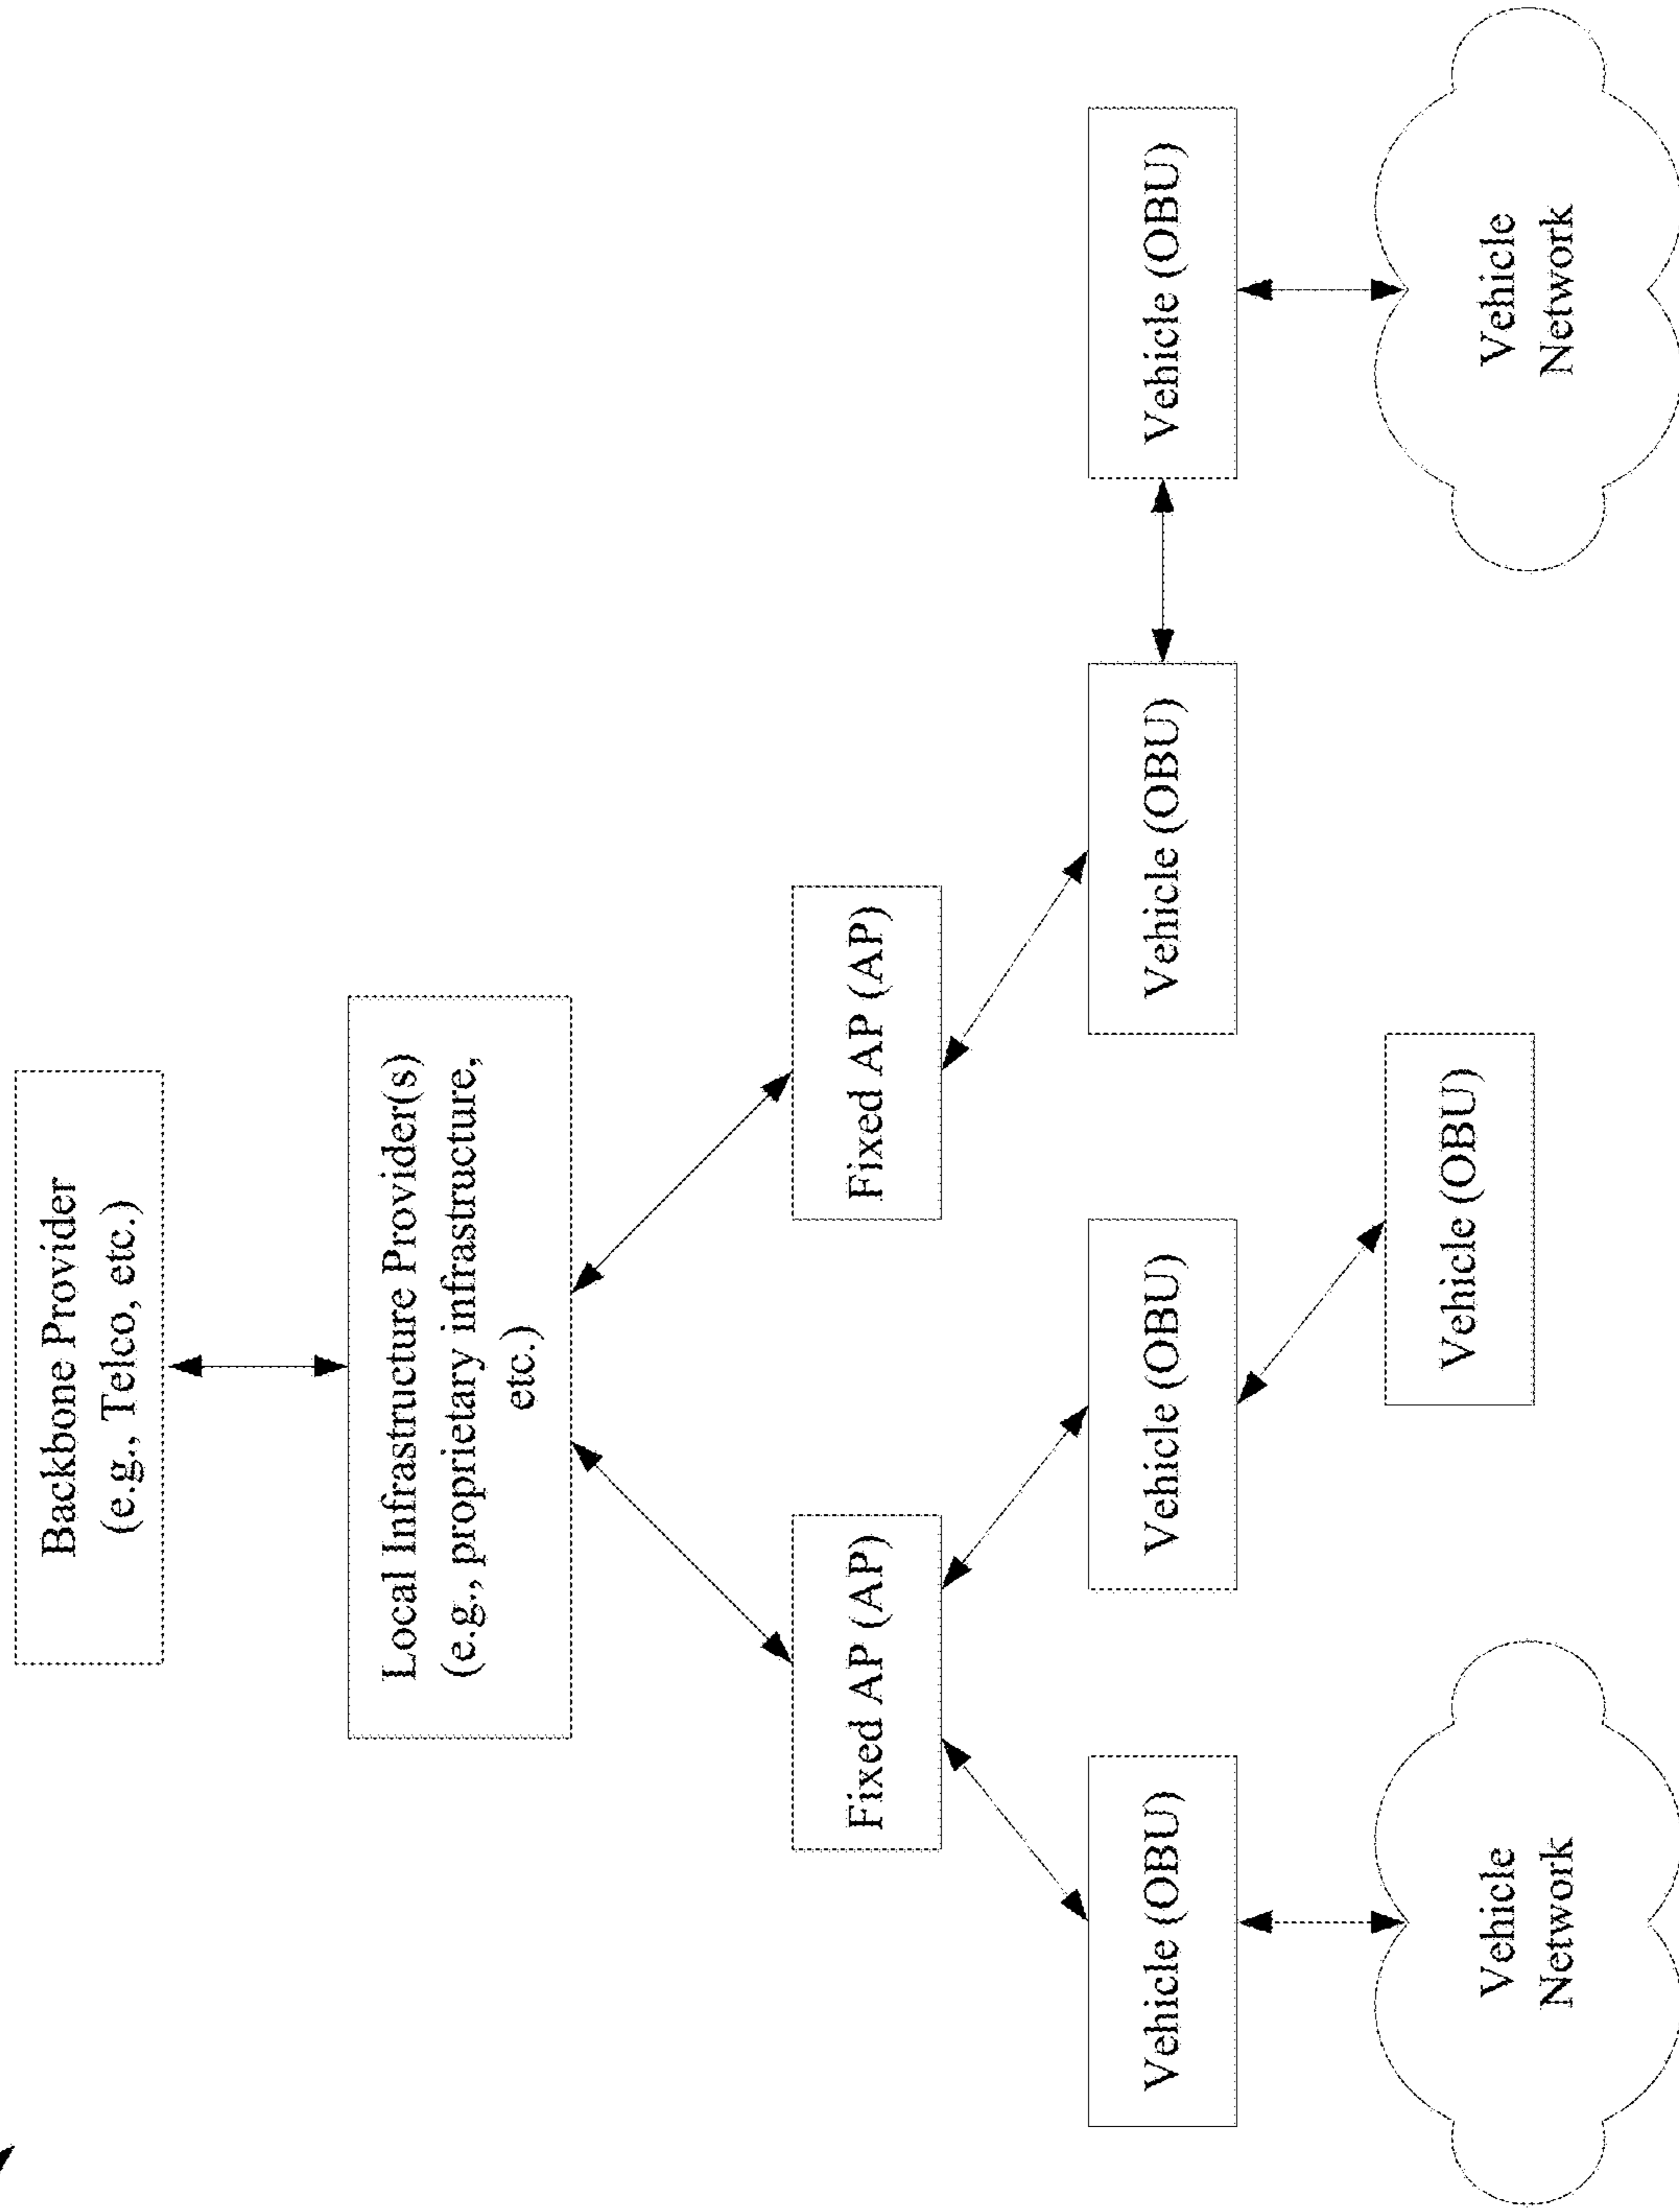 Backbone Provider
(e.g., Telco, etc.)
Local Infrastructure Provider(s)
(e.g., proprietary infrastructure,
etc.)
Fixed AP (AP)
Fixed AP (AP)
Vehicle (OBU)
Vehicle (OBU)
Vehicle (OBU)
Vehicle (OBU)
Vehicle (OBU)
Vehicle
Network
Vehicle
Network